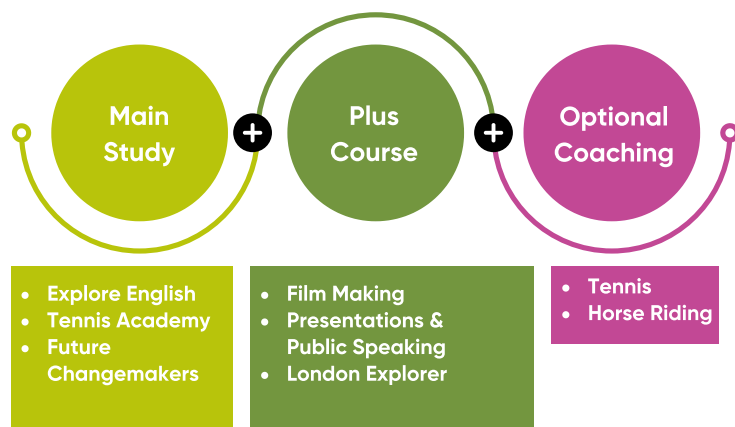 Main
Study
+
Plus
Course
+
Optional
Coaching
• Explore English
• Tennis Academy
• Future
Changemakers
• Film Making
• Presentations &
Public Speaking
• London Explorer
• Tennis
• Horse Riding